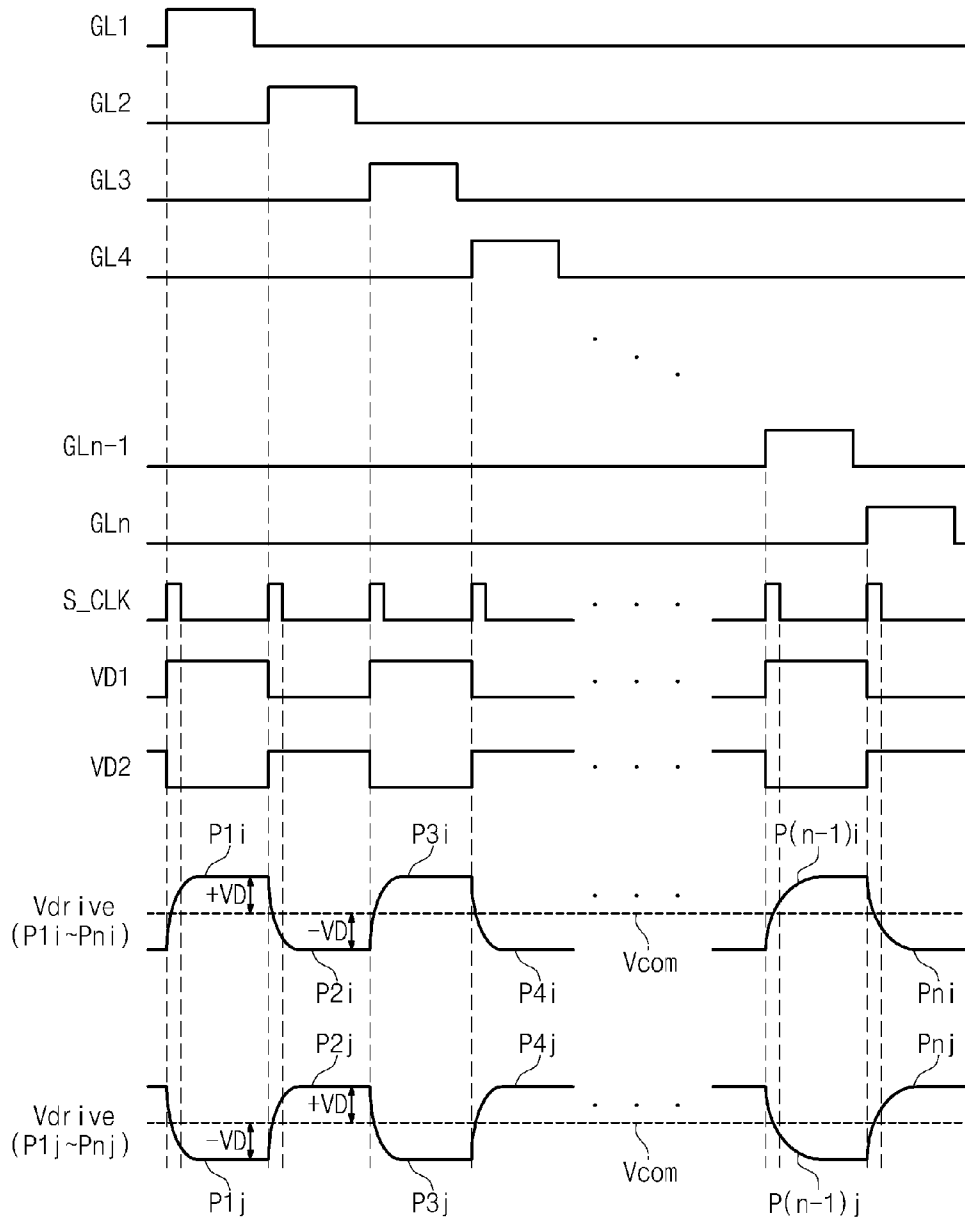 GL1
GL2
GL3
GL4
GLn-1
GLn
S_CLK
VD1
VD2
P1i
P3i
P(n-1)i
+VD
Vdrive
(P1i~Pni)
-VD
Vcom
P2i
P4i
Pni
P2j
P4j
Pnj
+VD
Vdrive
(P1j~Pnj)
-VD
Vcom
P1j
P3j
P(n-1)j